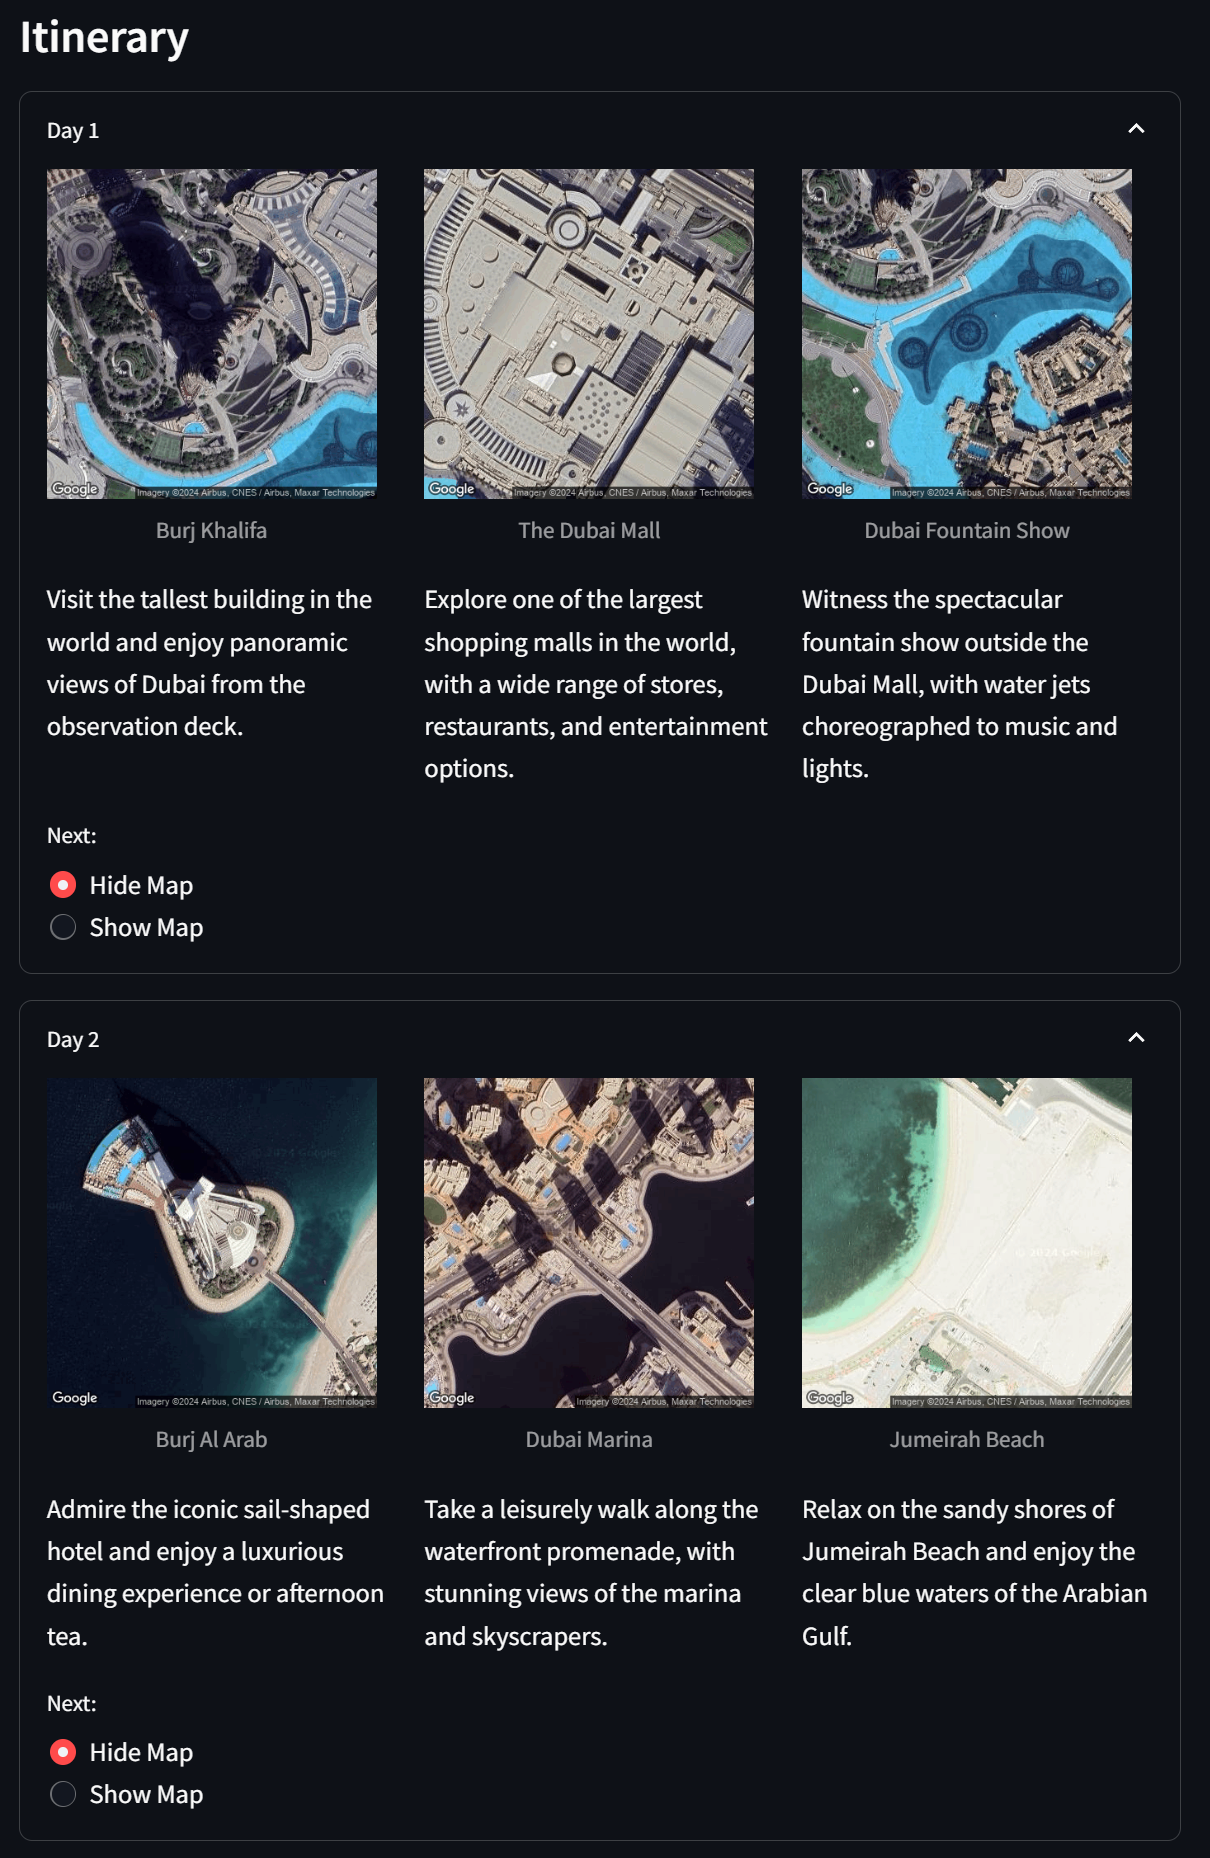 Itinerary
Day 1
Google
Imagery ©2024 Airbus, CNES / Airbus, Maxar Technologies
Google
Imagery ©2024 Airbus, CNES / Airbus, Maxar Technologies
Google
Imagery ©2024 Airbus, CNES / Airbus, Maxar Technologies
Burj Khalifa
The Dubai Mall
Dubai Fountain Show
Visit the tallest building in the
world and enjoy panoramic
views of Dubai from the
observation deck.
Explore one of the largest
shopping malls in the world,
with a wide range of stores,
restaurants, and entertainment
options.
Witness the spectacular
fountain show outside the
Dubai Mall, with water jets
choreographed to music and
lights.
Next:
Hide Map
Show Map
Day 2
© 2024 Google
Google
Imagery ©2024 Airbus, CNES / Airbus, Maxar Technologies
Google
Imagery ©2024 Airbus, Maxar Technologies
© 2024 Google
Google
Imagery ©2024 Airbus, CNES / Airbus, Maxar Technologies
Burj Al Arab
Dubai Marina
Jumeirah Beach
Admire the iconic sail-shaped
hotel and enjoy a luxurious
dining experience or afternoon
tea.
Take a leisurely walk along the
waterfront promenade, with
stunning views of the marina
and skyscrapers.
Relax on the sandy shores of
Jumeirah Beach and enjoy the
clear blue waters of the Arabian
Gulf.
Next:
Hide Map
Show Map